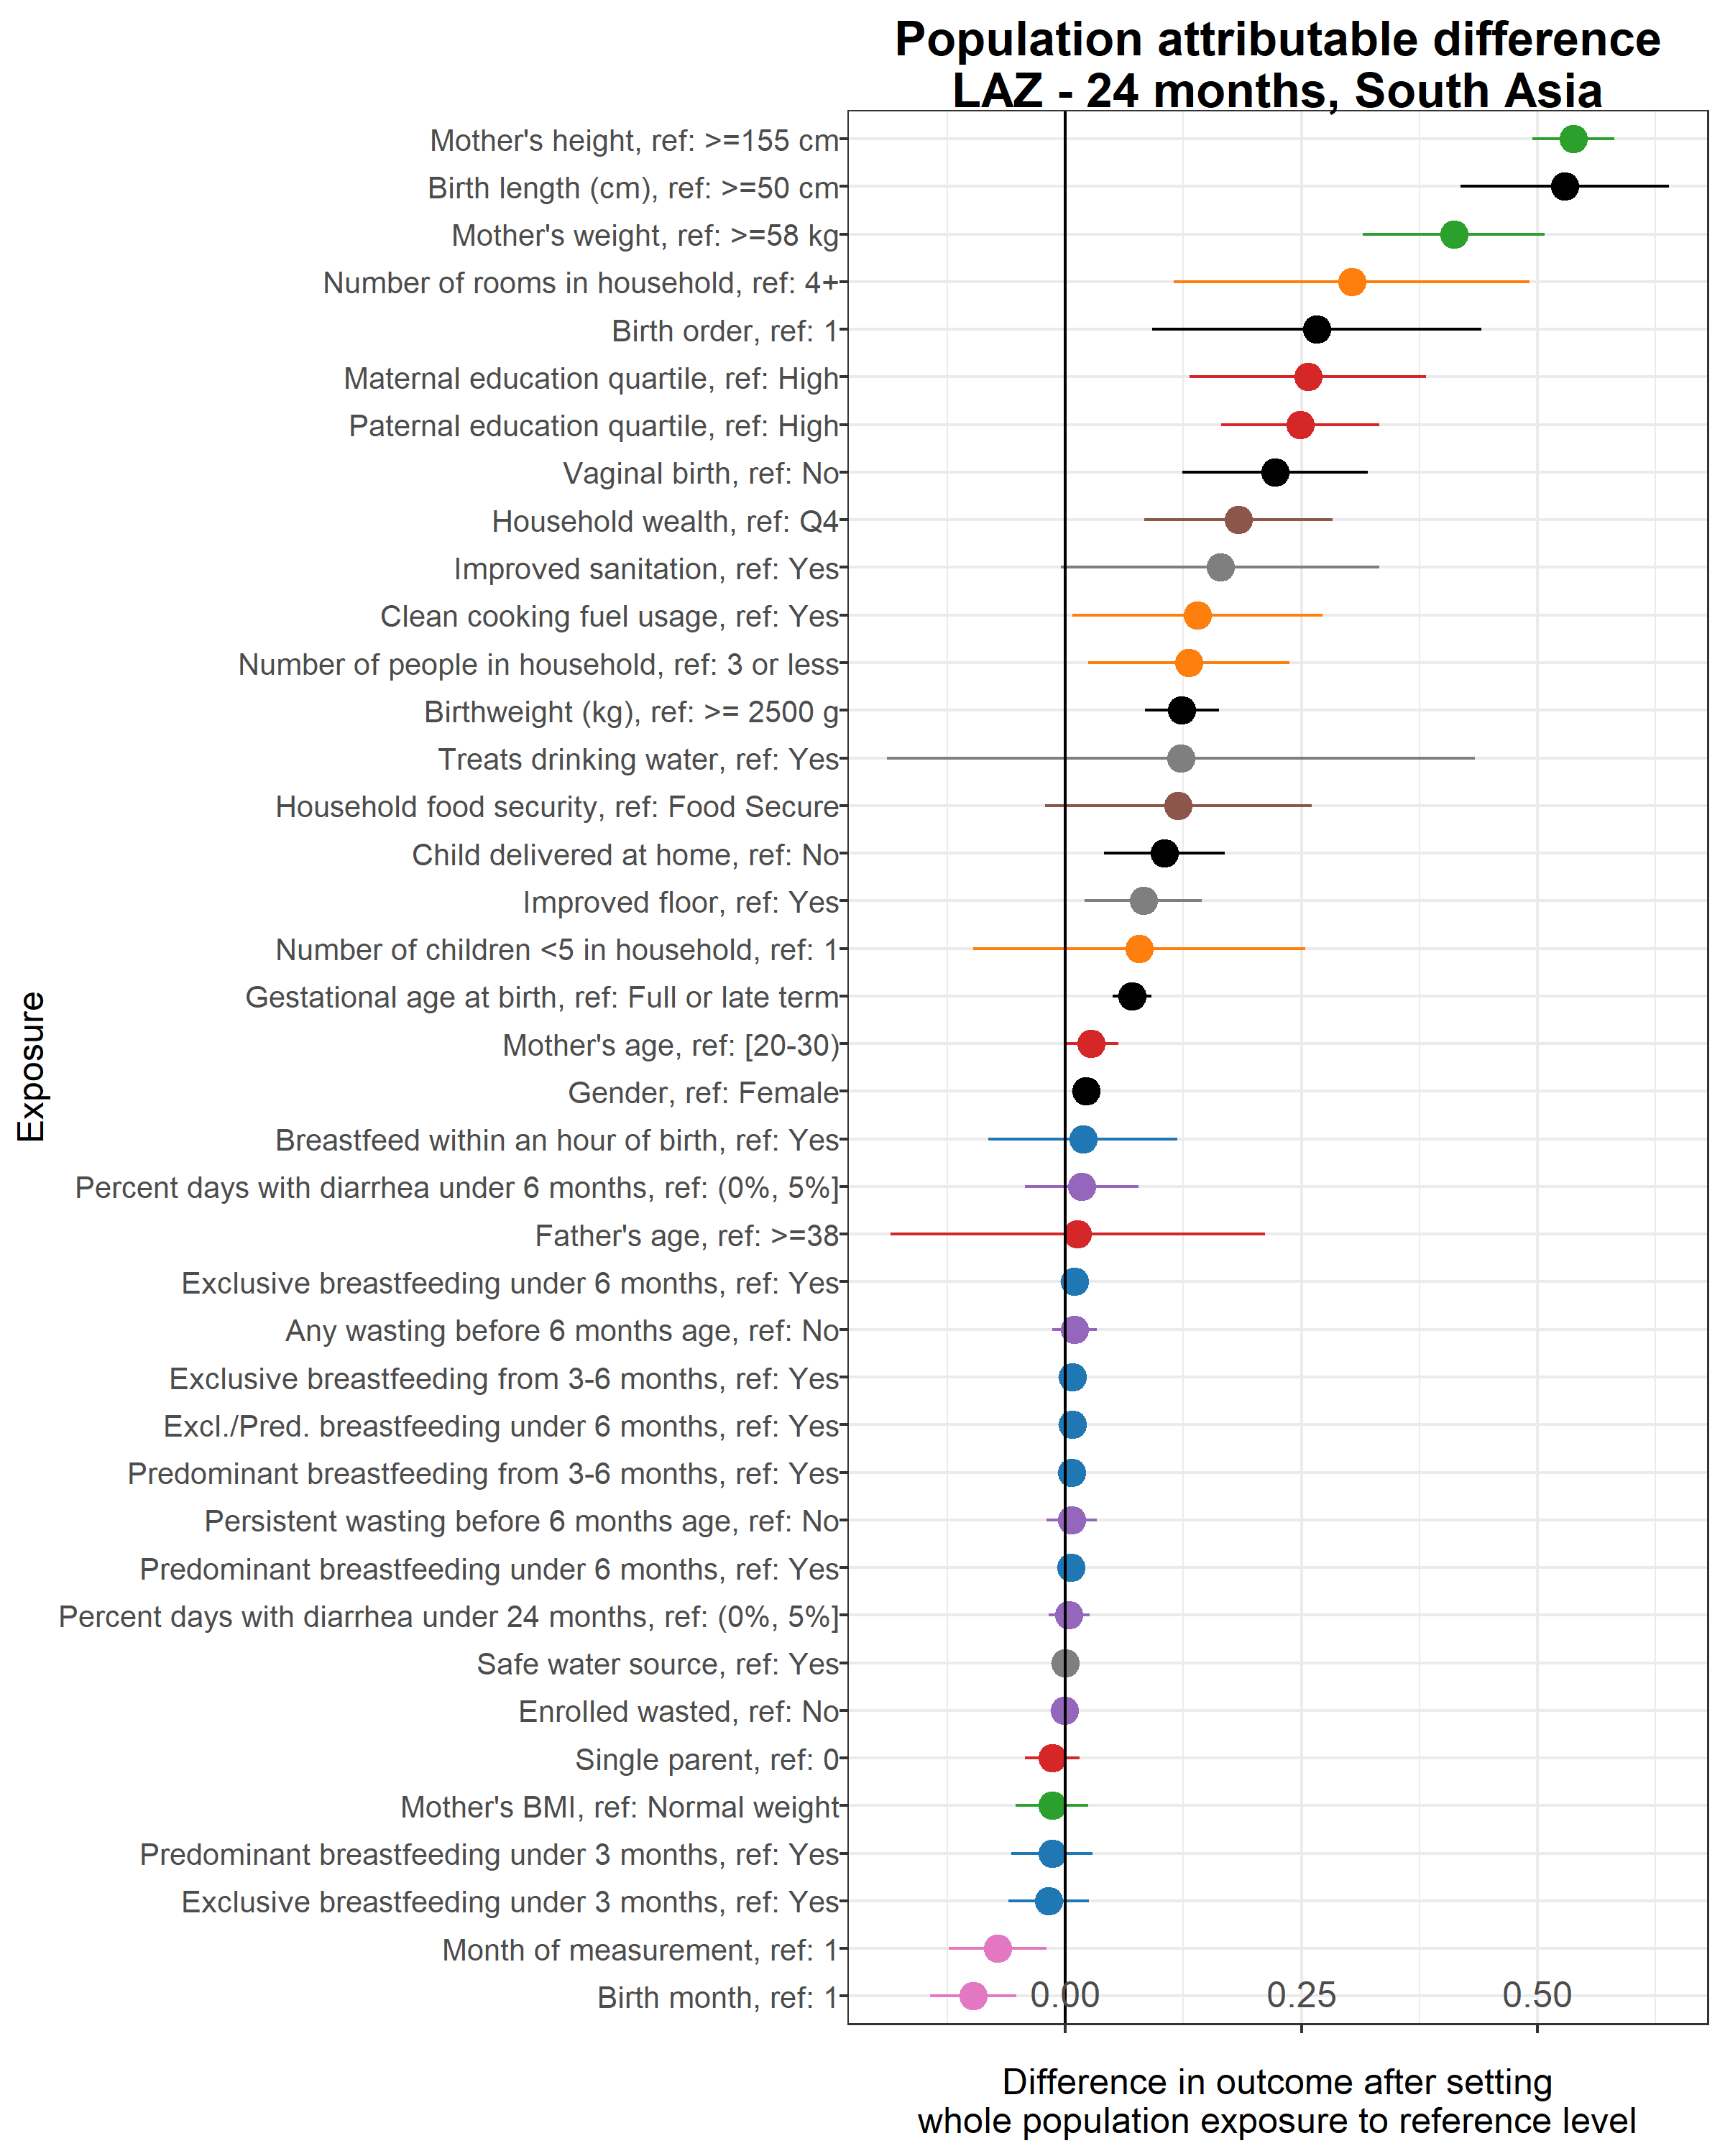 Population attributable difference
LAZ - 24 months, South Asia
Mother's height, ref: >=155 cm
Birth length (cm), ref: >=50 cm
Mother's weight, ref: >=58 kg
Number of rooms in household, ref: 4+
Birth order, ref: 1
Maternal education quartile, ref: High
Paternal education quartile, ref: High
Vaginal birth, ref: No
Household wealth, ref: Q4
Improved sanitation, ref: Yes
Clean cooking fuel usage, ref: Yes
Number of people in household, ref: 3 or less
Birthweight (kg), ref: >= 2500 g
Treats drinking water, ref: Yes
Household food security, ref: Food Secure
Child delivered at home, ref: No
Improved floor, ref: Yes
Number of children <5 in household, ref: 1
Gestational age at birth, ref: Full or late term
Mother's age, ref: [20-30)
Gender, ref: Female
Breastfeed within an hour of birth, ref: Yes
Percent days with diarrhea under 6 months, ref: (0%, 5%]
Father's age, ref: >=38
Exclusive breastfeeding under 6 months, ref: Yes
Any wasting before 6 months age, ref: No
Exclusive breastfeeding from 3-6 months, ref: Yes
Excl./Pred. breastfeeding under 6 months, ref: Yes
Predominant breastfeeding from 3-6 months, ref: Yes
Persistent wasting before 6 months age, ref: No
Predominant breastfeeding under 6 months, ref: Yes
Percent days with diarrhea under 24 months, ref: (0%, 5%]
Safe water source, ref: Yes
Enrolled wasted, ref: No
Single parent, ref: 0
Mother's BMI, ref: Normal weight
Predominant breastfeeding under 3 months, ref: Yes
Exclusive breastfeeding under 3 months, ref: Yes
Month of measurement, ref: 1
Birth month, ref: 1
Exposure
0.00 0.25 0.50
Difference in outcome after setting
whole population exposure to reference level